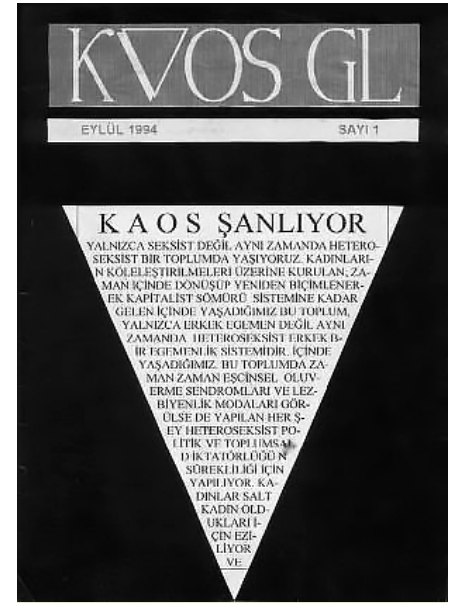 KVOS GL
EYLÜL 1994 SAYI 1
KAOS ŞANLIYOR
YALNIZCA SEKSİST DEĞİL AYNI ZAMANDA HETERO-
SEKSİST BİR TOPLUMDA YAŞIYORUZ. KADINLARI-
N KÖLELEŞTİRİLMELERİ ÜZERİNE KURULAN; ZA-
MAN İÇİNDE DÖNÜŞÜP YENİDEN BİÇİMLENER-
EK KAPİTALİST SÖMÜRÜ SİSTEMİNE KADAR
GELEN İÇİNDE YAŞADIĞIMIZ BU TOPLUM,
YALNIZCA ERKEK EGEMEN DEĞİL AYNI
ZAMANDA HETEROSEKSİST ERKEK B-
İR EGEMENLİK SİSTEMİDİR. İÇİNDE
YAŞADIĞIMIZ. BU TOPLUMDA ZA-
MAN ZAMAN EŞCİNSEL OLUV-
ERME SENDROMLARI VE LEZ-
BİYENLİK MODALARI GÖR-
ÜLSE DE YAPILAN HER Ş-
EY HETEROSEKSİST PO-
LİTİK VE TOPLUMSAL
DİKTATÖRLÜĞÜN
SÜREKLİLİĞİ İÇİN
YAPILIYOR. KA-
DINLAR SALT
KADIN OLD-
UKLARI İ-
ÇİN EZİ-
LİYOR
VE